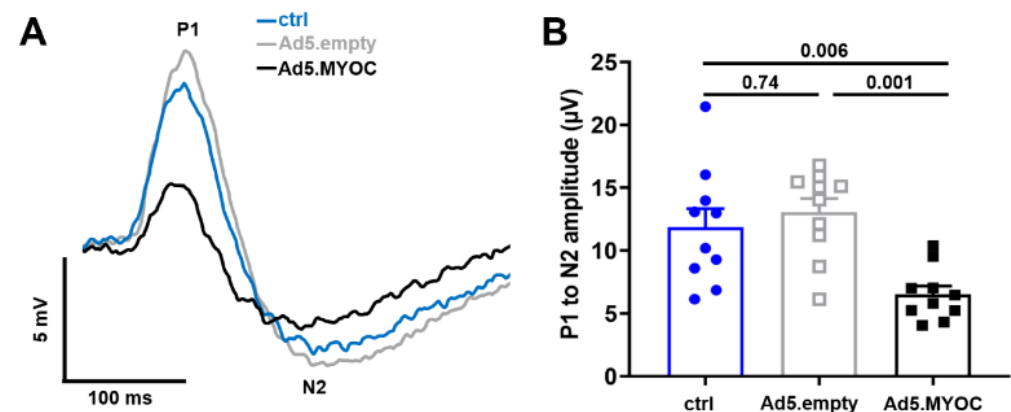 A
P1
ctrl
Ad5.empty
Ad5.MYOC
5 mV
100 ms
N2
B
P1 to N2 amplitude (µV)
25
20
15
10
5
0
0.006
0.74
0.001
ctrl
Ad5.empty
Ad5.MYOC